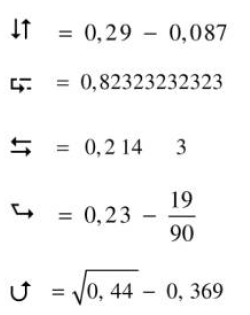 ⇵ = 0,29 − 0,087
= 0,82323232323
⇆ = 0,2 14 3
↳ = 0,23 − 19/90
= √0, 44 − 0, 369